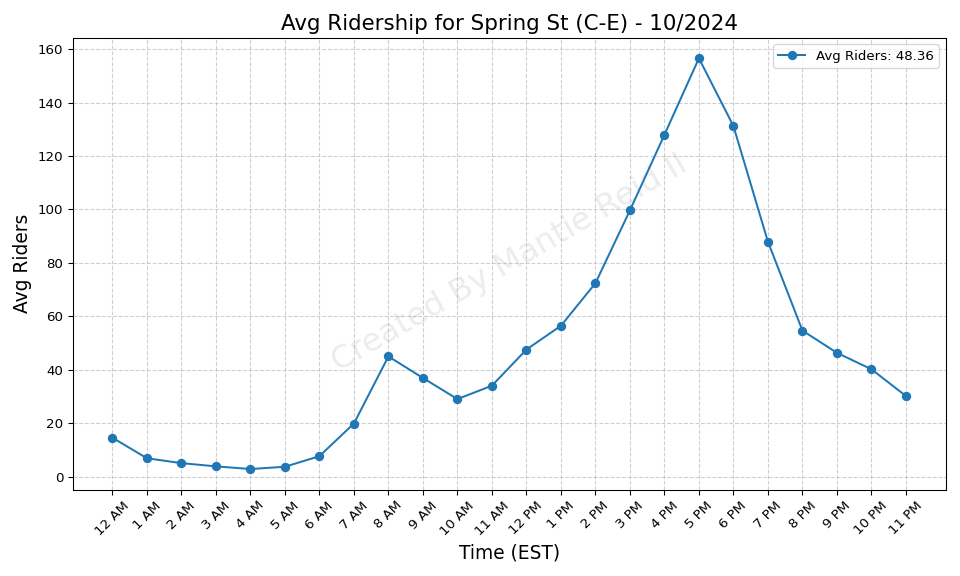 Avg Ridership for Spring St (C-E) - 10/2024
Avg Riders: 48.36
Avg Riders
160
140
120
100
80
60
40
20
0
Created By Mantie Reid II
12 AM
1 AM
2 AM
3 AM
4 AM
5 AM
6 AM
7 AM
8 AM
9 AM
10 AM
11 AM
12 PM
1 PM
2 PM
3 PM
4 PM
5 PM
6 PM
7 PM
8 PM
9 PM
10 PM
11 PM
Time (EST)